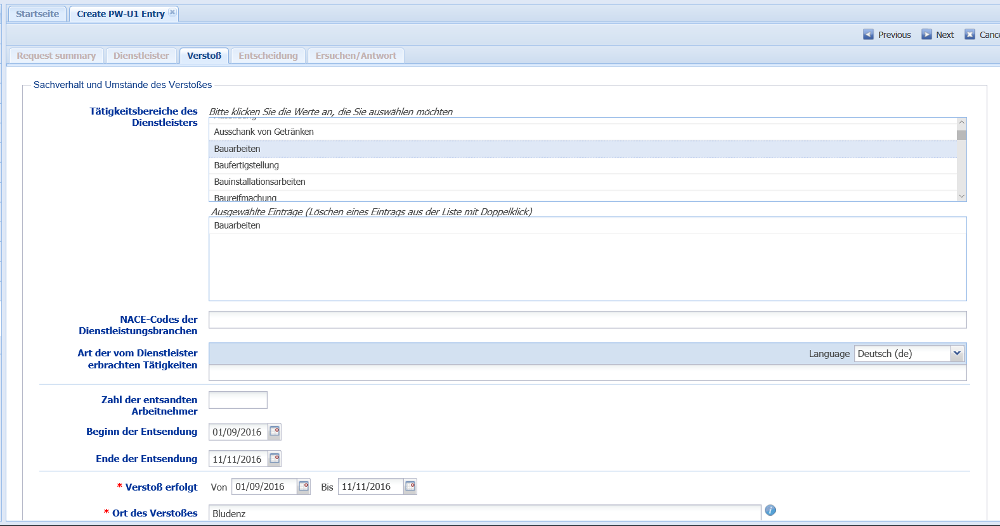 Startseite
Create PW-U1 Entry
Previous Next
Request summary Dienstleister Verstoß Entscheidung Ersuchen/Antwort
Sachverhalt und Umstände des Verstoßes
Tätigkeitsbereiche des
Dienstleisters
Bitte klicken Sie die Werte an, die Sie auswählen möchten
Ausschank von Getränken
Bauarbeiten
Baufertigstellung
Bauinstallationsarbeiten
Baureifmachung
Ausgewählte Einträge (Löschen eines Eintrags aus der Liste mit Doppelklick)
Bauarbeiten
NACE-Codes der
Dienstleistungsbranchen
Art der vom Dienstleister
erbrachten Tätigkeiten
Language Deutsch (de)
Zahl der entsandten
Arbeitnehmer
Beginn der Entsendung 01/09/2016
Ende der Entsendung 11/11/2016
* Verstoß erfolgt Von 01/09/2016 Bis 11/11/2016
* Ort des Verstoßes Bludenz